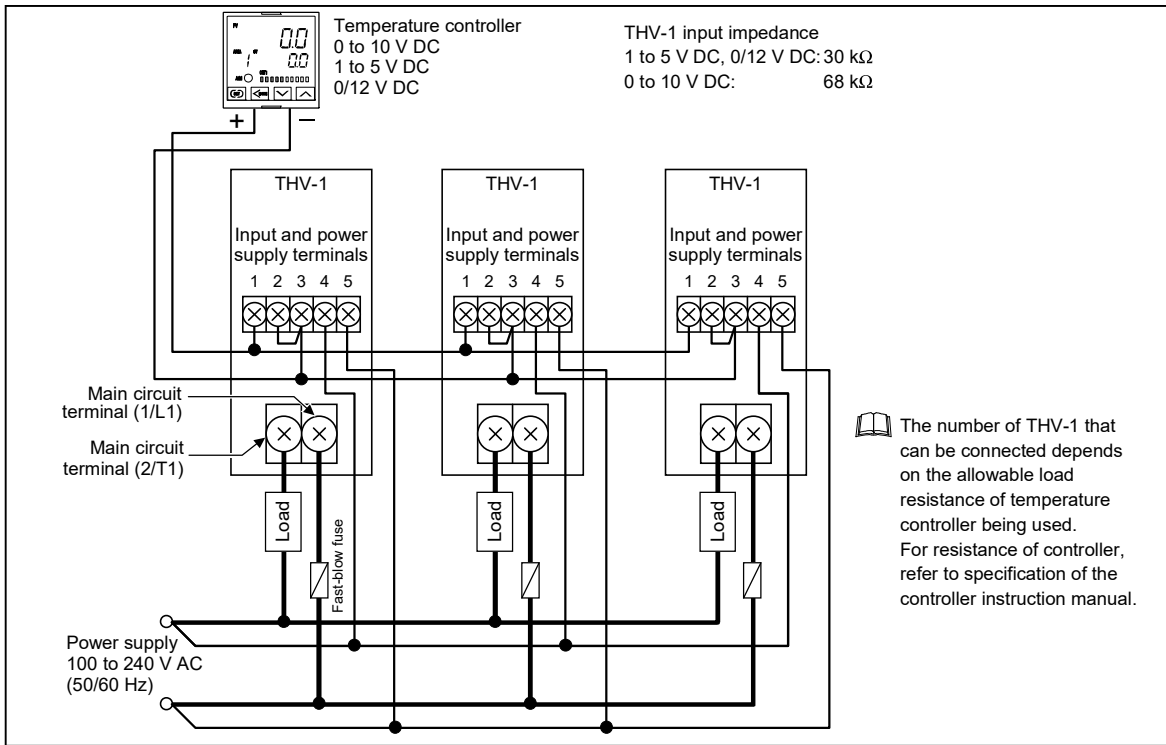 PV
0.0
1
0.0
Temperature controller
0 to 10 V DC
1 to 5 V DC
0/12 V DC
THV-1 input impedance
1 to 5 V DC, 0/12 V DC: 30 kΩ
0 to 10 V DC: 68 kΩ
+ −
THV-1
Input and power
supply terminals
1 2 3 4 5
THV-1
Input and power
supply terminals
1 2 3 4 5
THV-1
Input and power
supply terminals
1 2 3 4 5
Main circuit
terminal (1/L1)
Main circuit
terminal (2/T1)
Load
Fast-blow fuse
Load
Load
Power supply
100 to 240 V AC
(50/60 Hz)
The number of THV-1 that
can be connected depends
on the allowable load
resistance of temperature
controller being used.
For resistance of controller,
refer to specification of the
controller instruction manual.